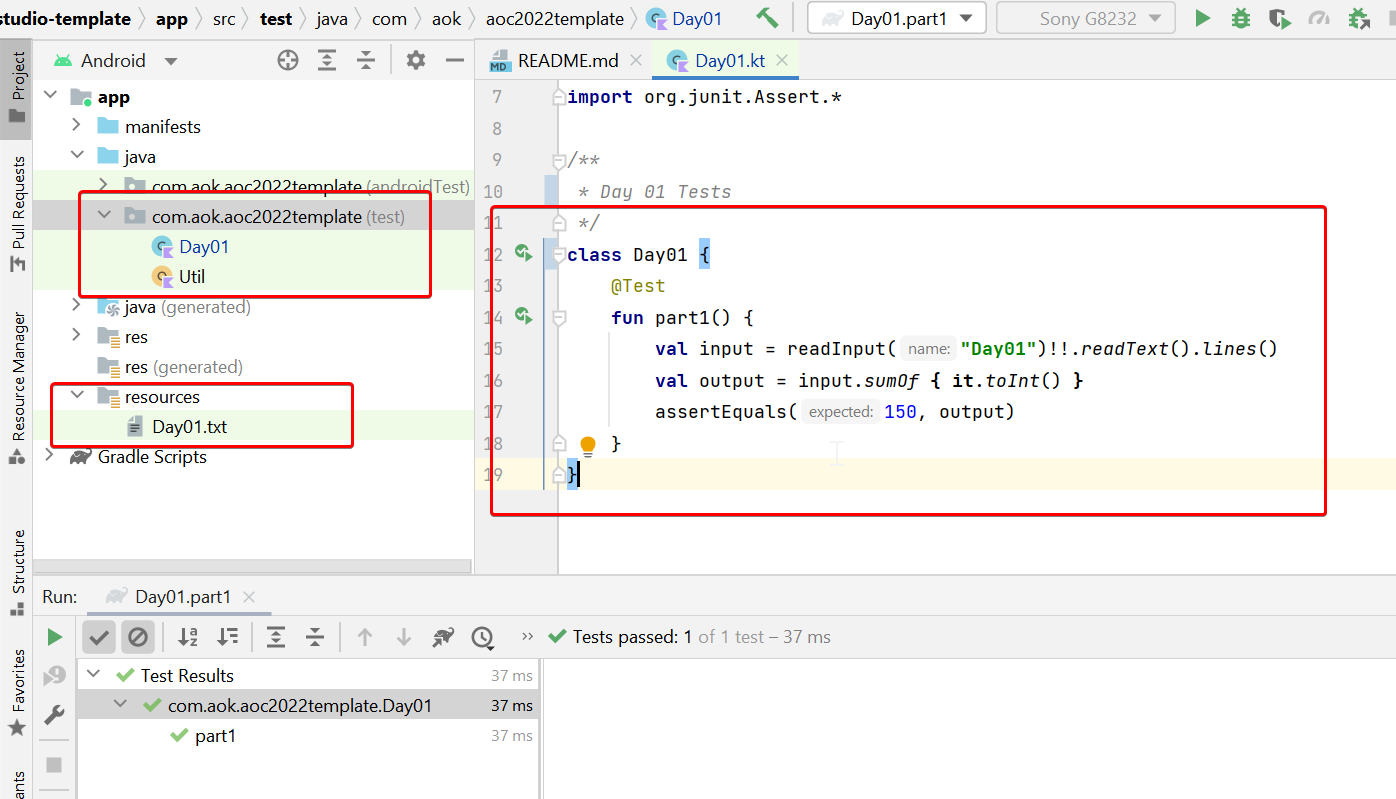 studio-template app src test java com aok aoc2022template Day01 Day01.part1 Sony G8232
Project
Pull Requests
Resource Manager
Structure
Favorites
ants
Android
app
manifests
java
com.aok.aoc2022template (androidTest)
com.aok.aoc2022template (test)
Day01
Util
java (generated)
res
res (generated)
resources
Day01.txt
Gradle Scripts
MD README.md Day01.kt
7 import org.junit.Assert.*
8
9 /**
10 * Day 01 Tests
11 */
12 class Day01 {
13 @Test
14 fun part1() {
15 val input = readInput( name: "Day01")!!.readText().lines()
16 val output = input.sumOf { it.toInt() }
17 assertEquals( expected: 150, output)
18 }
19 }
Run: Day01.part1
Tests passed: 1 of 1 test – 37 ms
Test Results 37 ms
com.aok.aoc2022template.Day01 37 ms
part1 37 ms